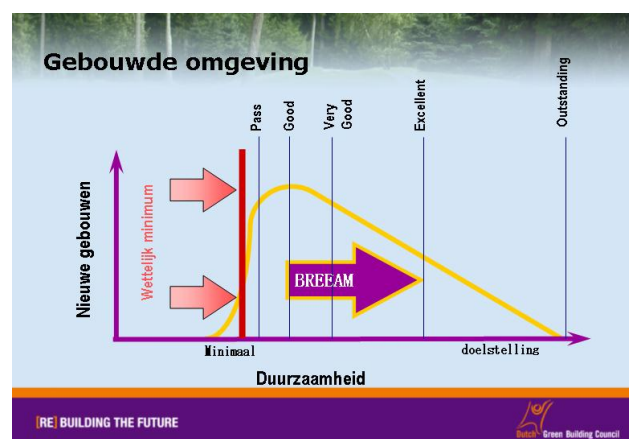 Gebouwde omgeving
Pass
Good
Very
Good
Excellent
Outstanding
Nieuwe gebouwen
Wettelijk minimum
BREEAM
Minimaal
doelstelling
Duurzaamheid
[RE] BUILDING THE FUTURE
Dutch Green Building Council